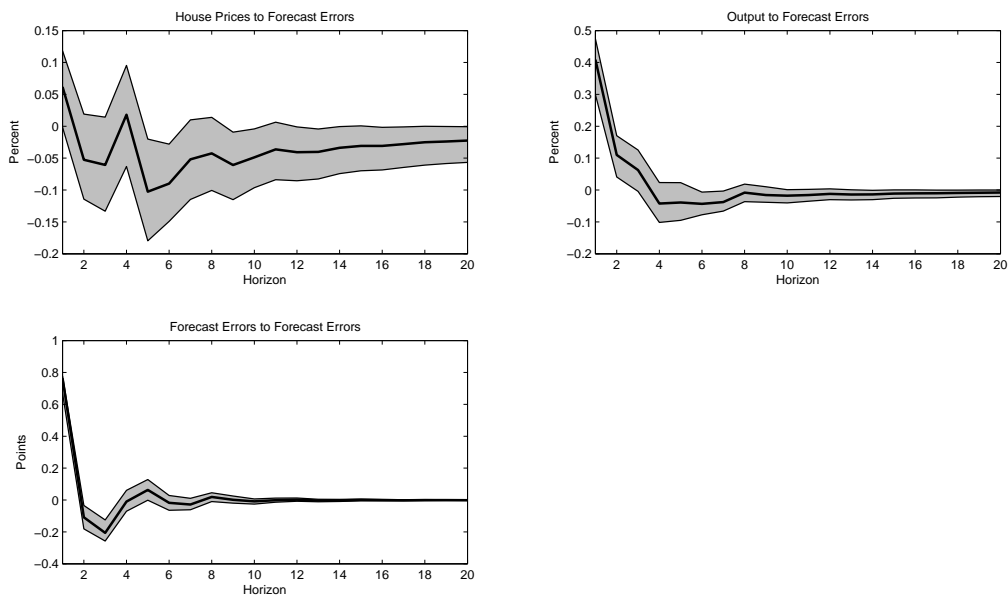 House Prices to Forecast Errors
0.15
0.1
0.05
0
−0.05
−0.1
−0.15
−0.2
Percent
2 4 6 8 10 12 14 16 18 20
Horizon
Output to Forecast Errors
0.5
0.4
0.3
0.2
0.1
0
−0.1
−0.2
Percent
2 4 6 8 10 12 14 16 18 20
Horizon
Forecast Errors to Forecast Errors
1
0.8
0.6
0.4
0.2
0
−0.2
−0.4
Points
2 4 6 8 10 12 14 16 18 20
Horizon